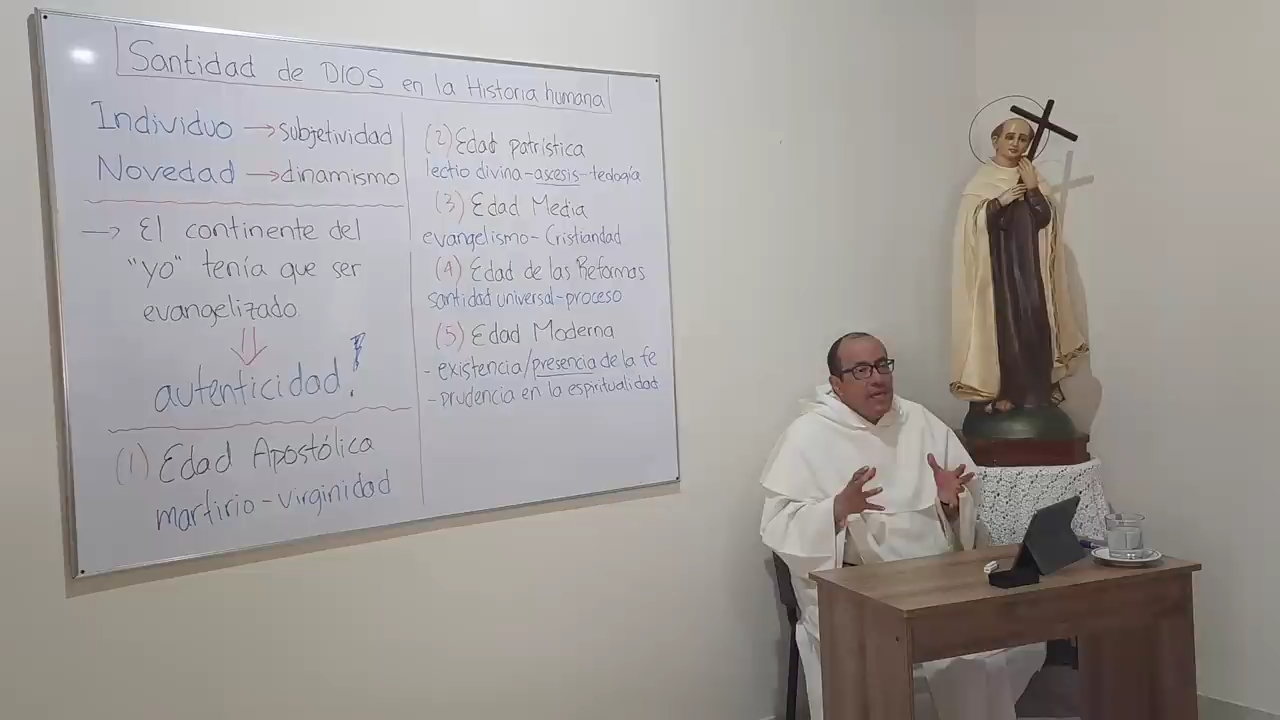 Santidad de DIOS en la Historia humana
Individuo → subjetividad
Novedad → dinamismo
→ El continente del
"yo" tenía que ser
evangelizado
⇓
autenticidad!
(1) Edad Apostólica
martirio - virginidad
(2) Edad patrística
lectio divina - ascesis - teología
(3) Edad Media
evangelismo - Cristiandad
(4) Edad de las Reformas
santidad universal - proceso
(5) Edad Moderna
- existencia/presencia de la fe
- prudencia en la espiritualidad